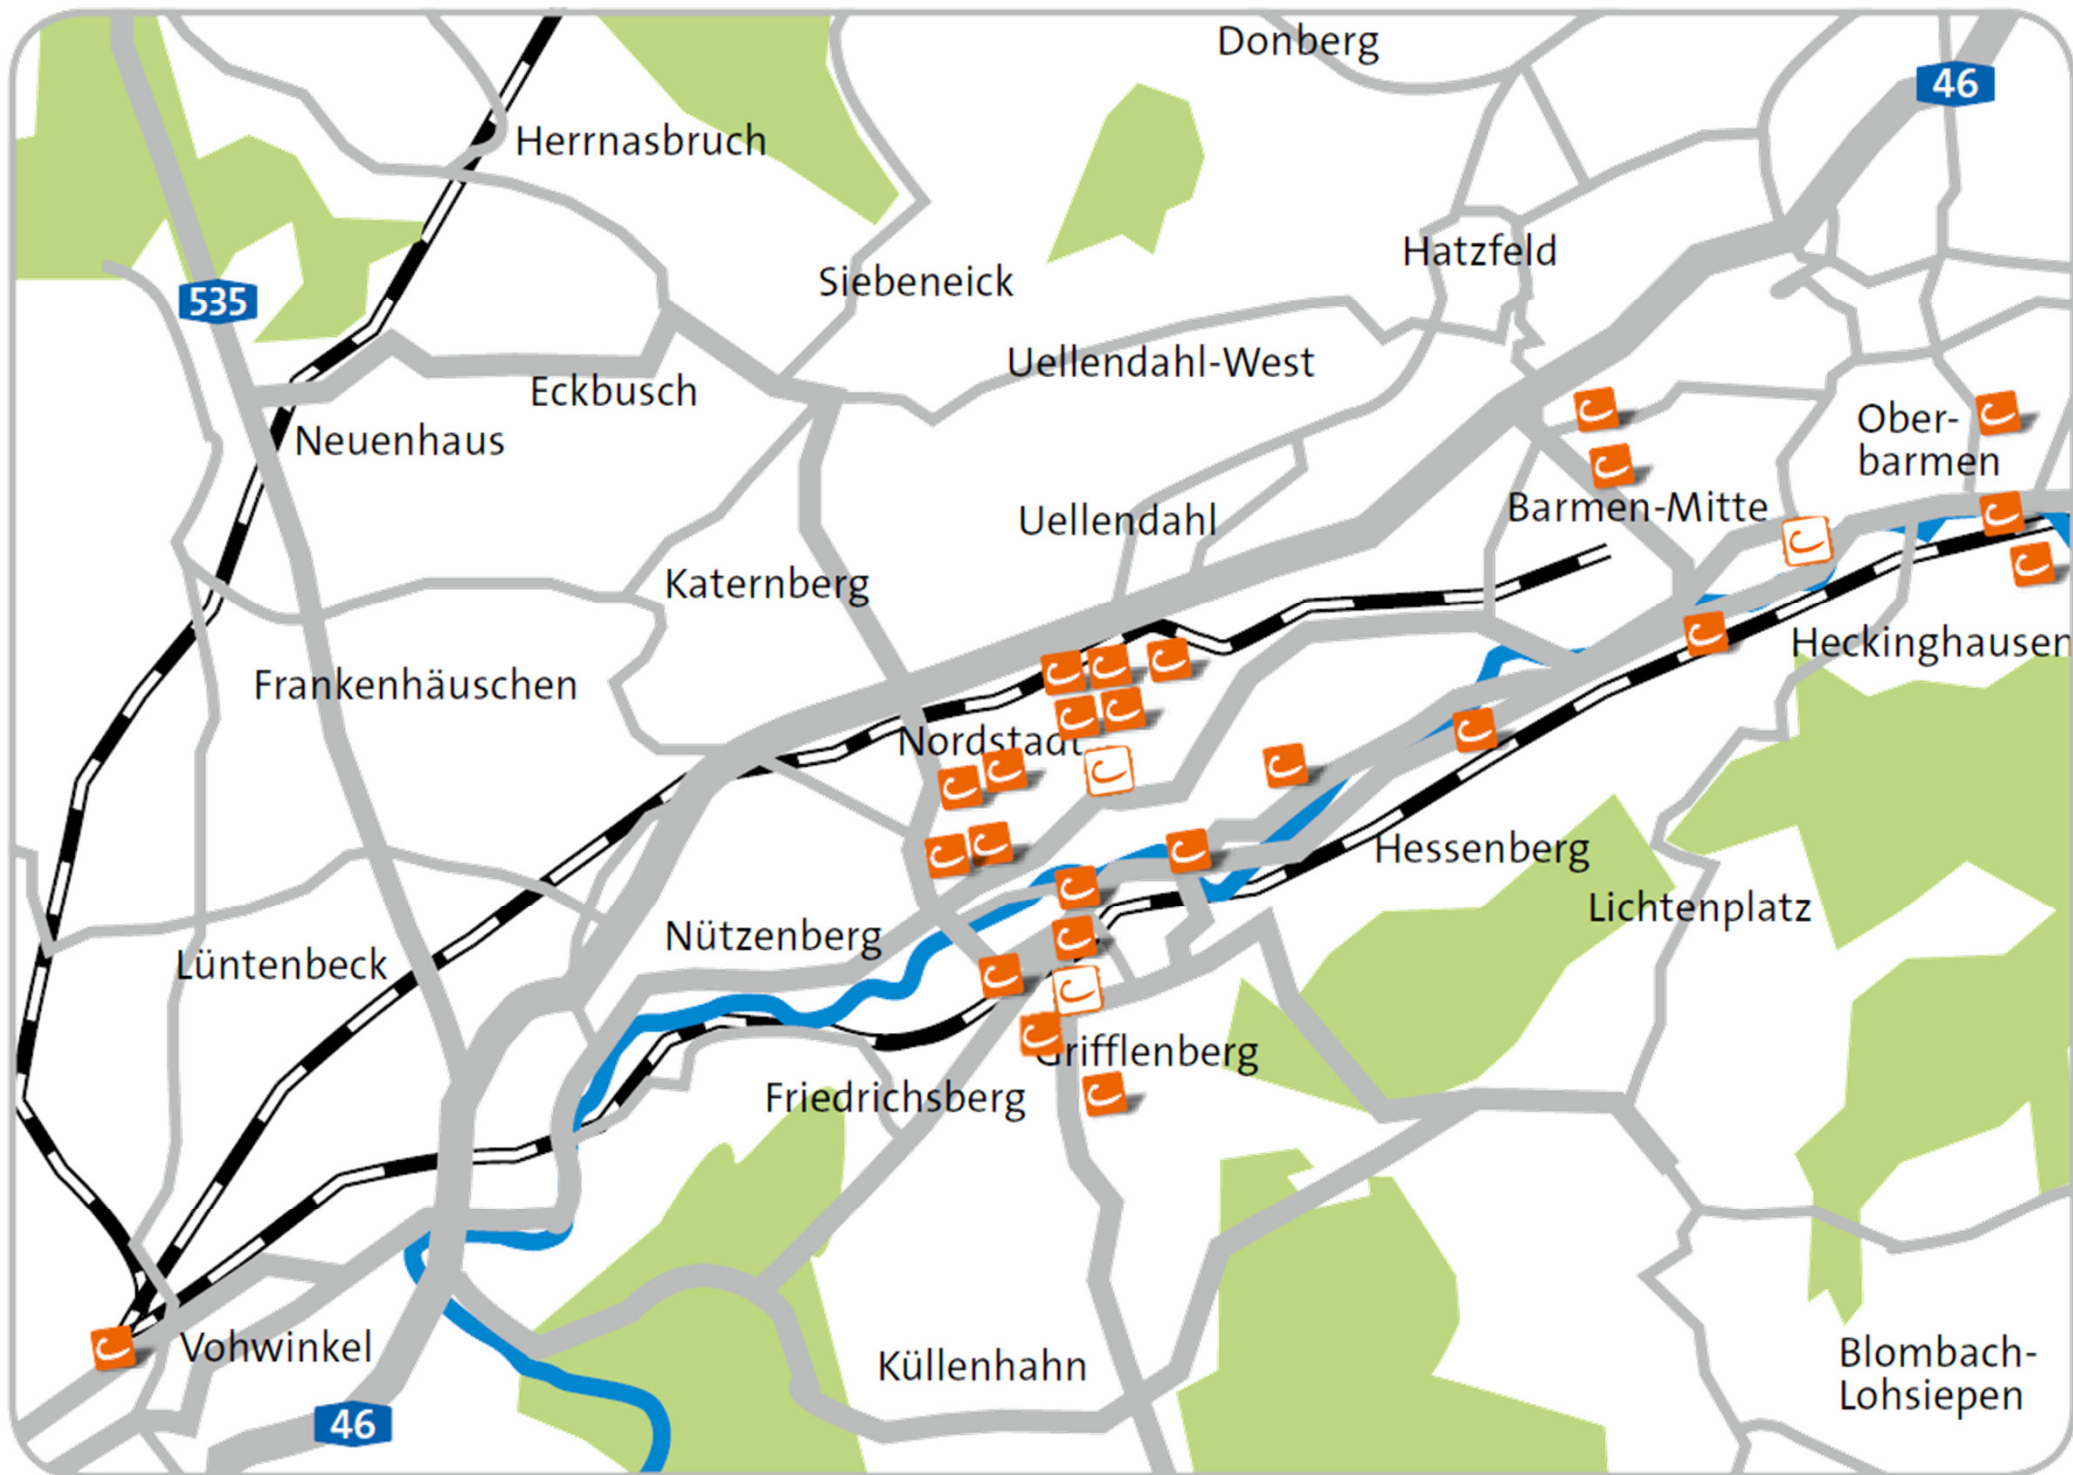 Donberg
46
Herrnasbruch
Hatzfeld
Siebeneick
535
Uellendahl-West
Eckbusch
Ober-
barmen
Neuenhaus
Barmen-Mitte
Uellendahl
Katernberg
Heckinghausen
Frankenhäuschen
Nordstadt
Hessenberg
Lichtenplatz
Nützenberg
Lüntenbeck
Grifflenberg
Friedrichsberg
Vohwinkel
Küllenhahn
Blombach-
Lohsiepen
46